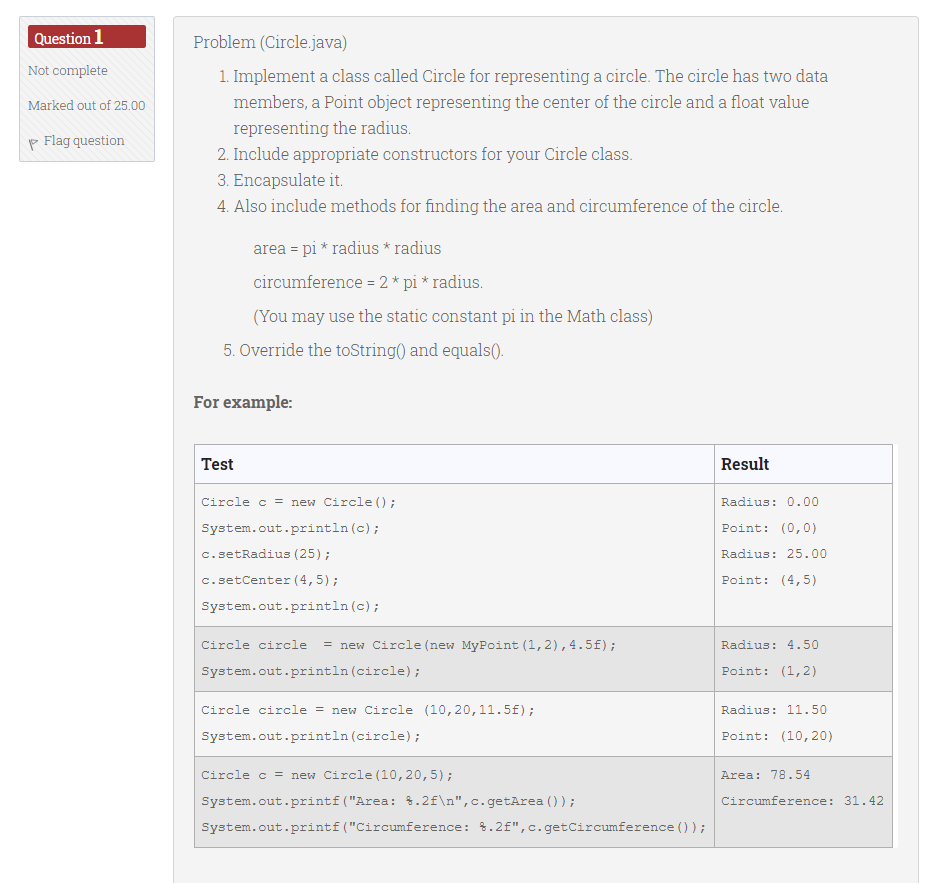 Question 1
Not complete
Marked out of 25.00
Flag question
Problem (Circle.java)
1. Implement a class called Circle for representing a circle. The circle has two data
members, a Point object representing the center of the circle and a float value
representing the radius.
2. Include appropriate constructors for your Circle class.
3. Encapsulate it.
4. Also include methods for finding the area and circumference of the circle.
area = pi * radius * radius
circumference = 2 * pi * radius.
(You may use the static constant pi in the Math class)
5. Override the toString() and equals().
For example:
Test Result
Circle c = new Circle(); Radius: 0.00
System.out.println(c); Point: (0,0)
c.setRadius(25); Radius: 25.00
c.setCenter(4,5); Point: (4,5)
System.out.println(c);
Circle circle  = new Circle(new MyPoint(1,2),4.5f); Radius: 4.50
System.out.println(circle); Point: (1,2)
Circle circle = new Circle (10,20,11.5f); Radius: 11.50
System.out.println(circle); Point: (10,20)
Circle c = new Circle(10,20,5); Area: 78.54
System.out.printf("Area: %.2f\n",c.getArea()); Circumference: 31.42
System.out.printf("Circumference: %.2f",c.getCircumference());